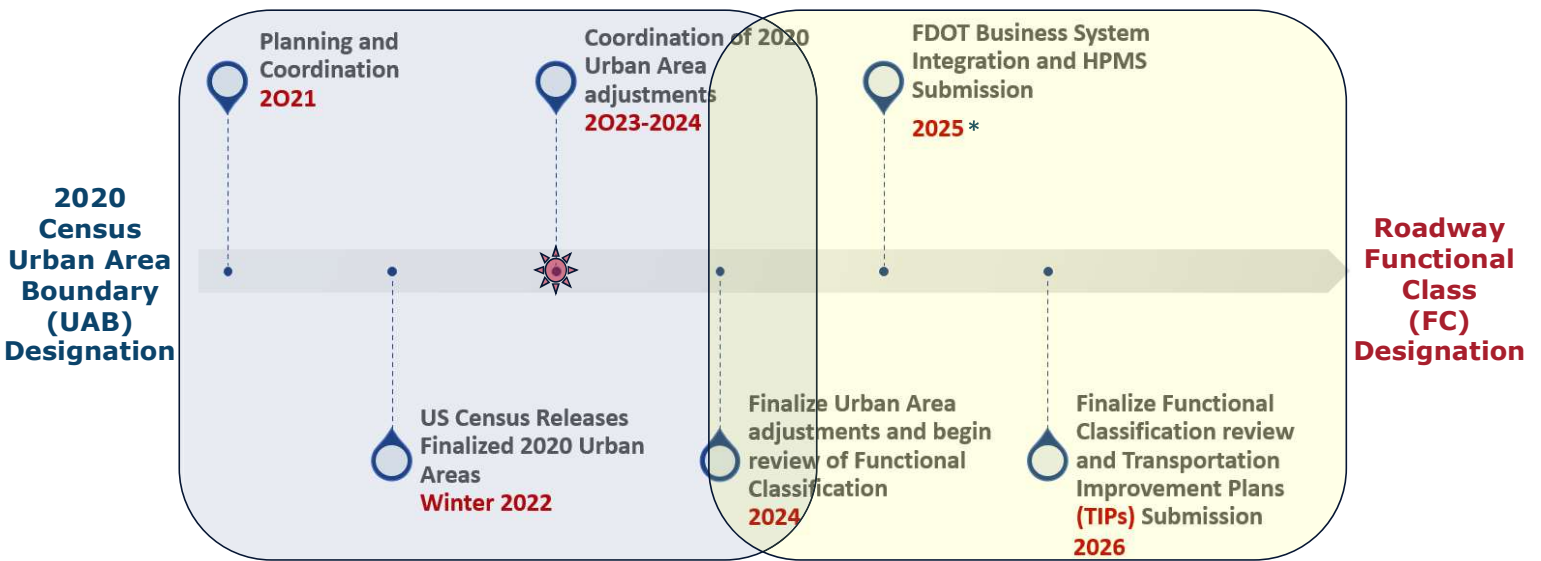 2020
Census
Urban Area
Boundary
(UAB)
Designation
Planning and
Coordination
2O21
US Census Releases
Finalized 2020 Urban
Areas
Winter 2022
Coordination of 2020
Urban Area
adjustments
2O23-2024
Finalize Urban Area
adjustments and begin
review of Functional
Classification
2024
FDOT Business System
Integration and HPMS
Submission
2025 *
Finalize Functional
Classification review
and Transportation
Improvement Plans
(TIPs) Submission
2026
Roadway
Functional
Class
(FC)
Designation